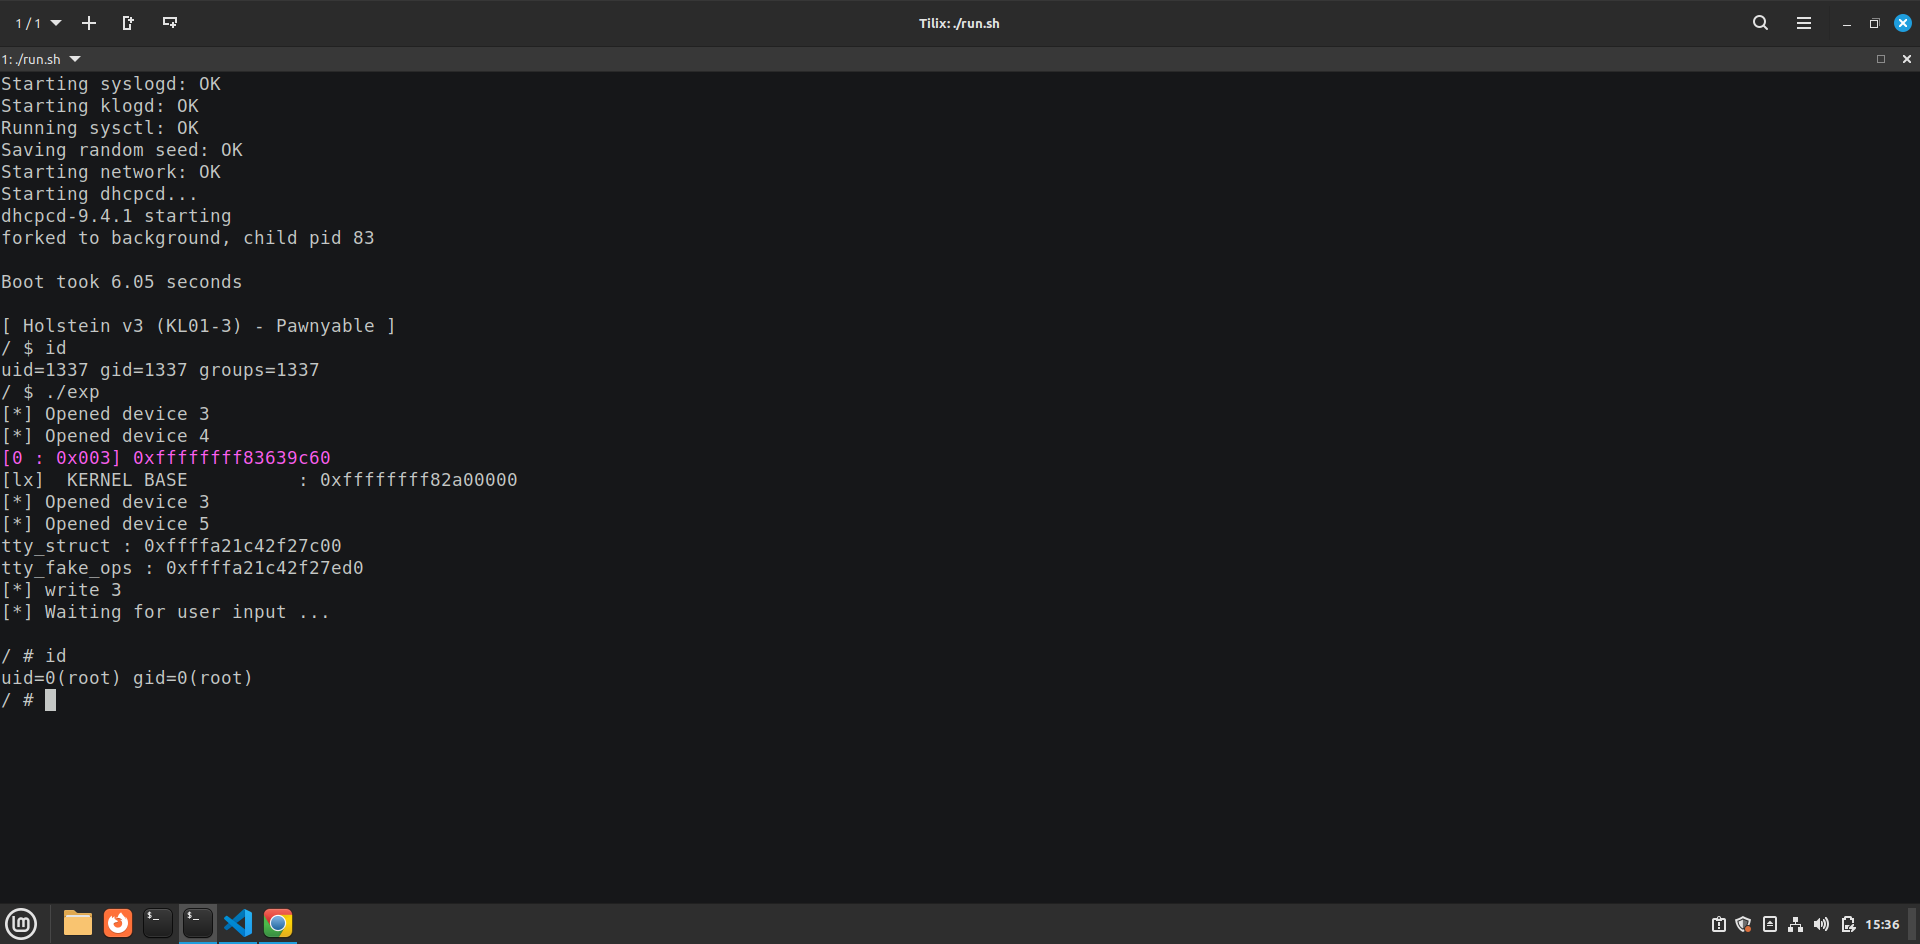 1 / 1
Tilix: ./run.sh
1: ./run.sh
Starting syslogd: OK
Starting klogd: OK
Running sysctl: OK
Saving random seed: OK
Starting network: OK
Starting dhcpcd...
dhcpcd-9.4.1 starting
forked to background, child pid 83
Boot took 6.05 seconds
[ Holstein v3 (KL01-3) - Pawnyable ]
/ $ id
uid=1337 gid=1337 groups=1337
/ $ ./exp
[*] Opened device 3
[*] Opened device 4
[0 : 0x003] 0xffffffff83639c60
[lx]  KERNEL BASE          : 0xffffffff82a00000
[*] Opened device 3
[*] Opened device 5
tty_struct : 0xffffa21c42f27c00
tty_fake_ops : 0xffffa21c42f27ed0
[*] write 3
[*] Waiting for user input ...
/ # id
uid=0(root) gid=0(root)
/ #
$_
$_
15:36